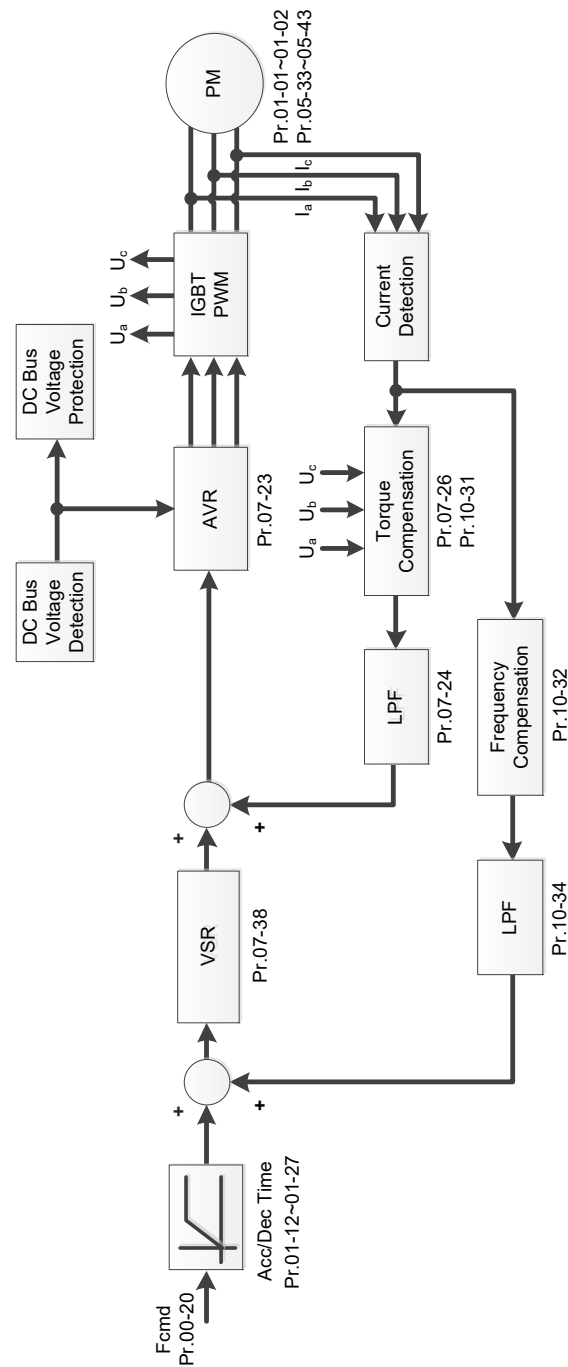 Fcmd
Pr.00-20
Acc/Dec Time
Pr.01-12~01-27
+
+
VSR
Pr.07-38
+
+
DC Bus
Voltage
Detection
DC Bus
Voltage
Protection
AVR
Pr.07-23
Ua
Ub
Uc
IGBT
PWM
PM
Pr.01-01~01-02
Pr.05-33~05-43
Ia
Ib
Ic
Current
Detection
Ua
Ub
Uc
Torque
Compensation
Pr.07-26
Pr.10-31
LPF
Pr.07-24
Frequency
Compensation
Pr.10-32
LPF
Pr.10-34